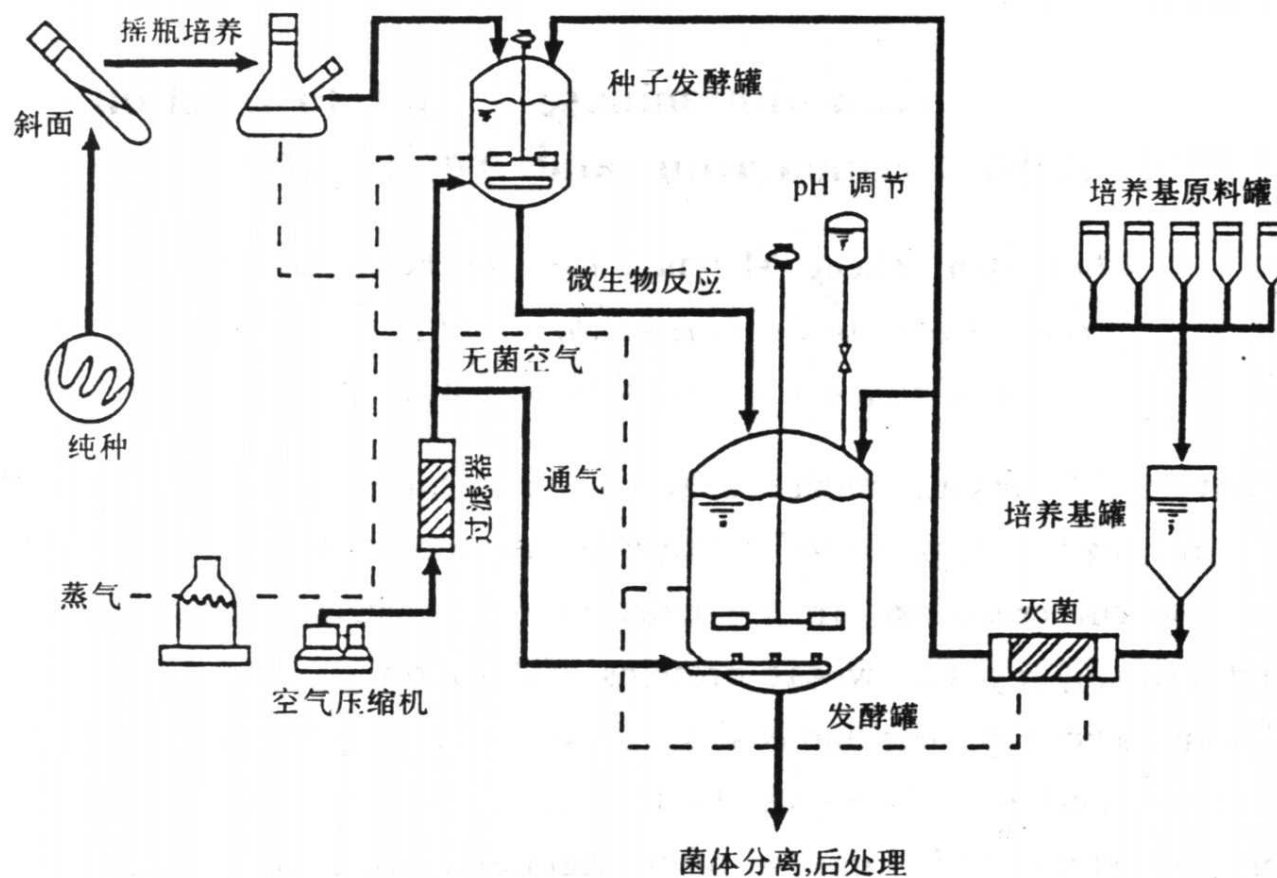 摇瓶培养
种子发酵罐
斜面
pH 调节
培养基原料罐
微生物反应
无菌空气
纯种
过滤器
通气
培养基罐
蒸气
灭菌
空气压缩机
发酵罐
菌体分离,后处理